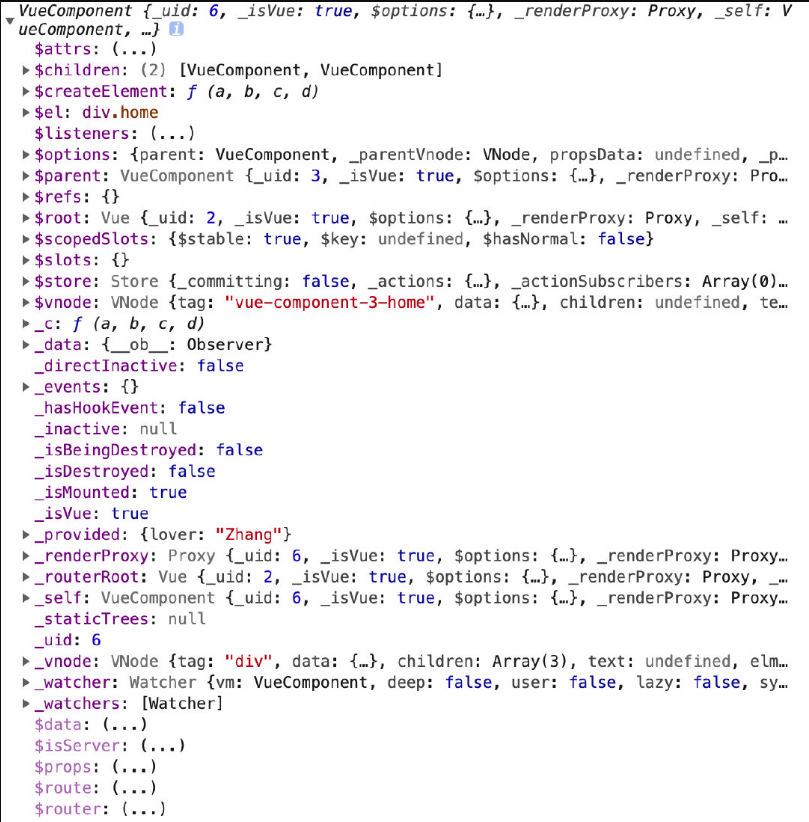 VueComponent {_uid: 6, _isVue: true, $options: {…}, _renderProxy: Proxy, _self: V
ueComponent, …} i
$attrs: (...)
$children: (2) [VueComponent, VueComponent]
$createElement: ƒ (a, b, c, d)
$el: div.home
$listeners: (...)
$options: {parent: VueComponent, _parentVnode: VNode, propsData: undefined, _p…
$parent: VueComponent {_uid: 3, _isVue: true, $options: {…}, _renderProxy: Pro…
$refs: {}
$root: Vue {_uid: 2, _isVue: true, $options: {…}, _renderProxy: Proxy, _self: …
$scopedSlots: {$stable: true, $key: undefined, $hasNormal: false}
$slots: {}
$store: Store {_committing: false, _actions: {…}, _actionSubscribers: Array(0)…
$vnode: VNode {tag: "vue-component-3-home", data: {…}, children: undefined, te…
_c: ƒ (a, b, c, d)
_data: {__ob__: Observer}
_directInactive: false
_events: {}
_hasHookEvent: false
_inactive: null
_isBeingDestroyed: false
_isDestroyed: false
_isMounted: true
_isVue: true
_provided: {lover: "Zhang"}
_renderProxy: Proxy {_uid: 6, _isVue: true, $options: {…}, _renderProxy: Proxy…
_routerRoot: Vue {_uid: 2, _isVue: true, $options: {…}, _renderProxy: Proxy, _…
_self: VueComponent {_uid: 6, _isVue: true, $options: {…}, _renderProxy: Proxy…
_staticTrees: null
_uid: 6
_vnode: VNode {tag: "div", data: {…}, children: Array(3), text: undefined, elm…
_watcher: Watcher {vm: VueComponent, deep: false, user: false, lazy: false, sy…
_watchers: [Watcher]
$data: (...)
$isServer: (...)
$props: (...)
$route: (...)
$router: (...)